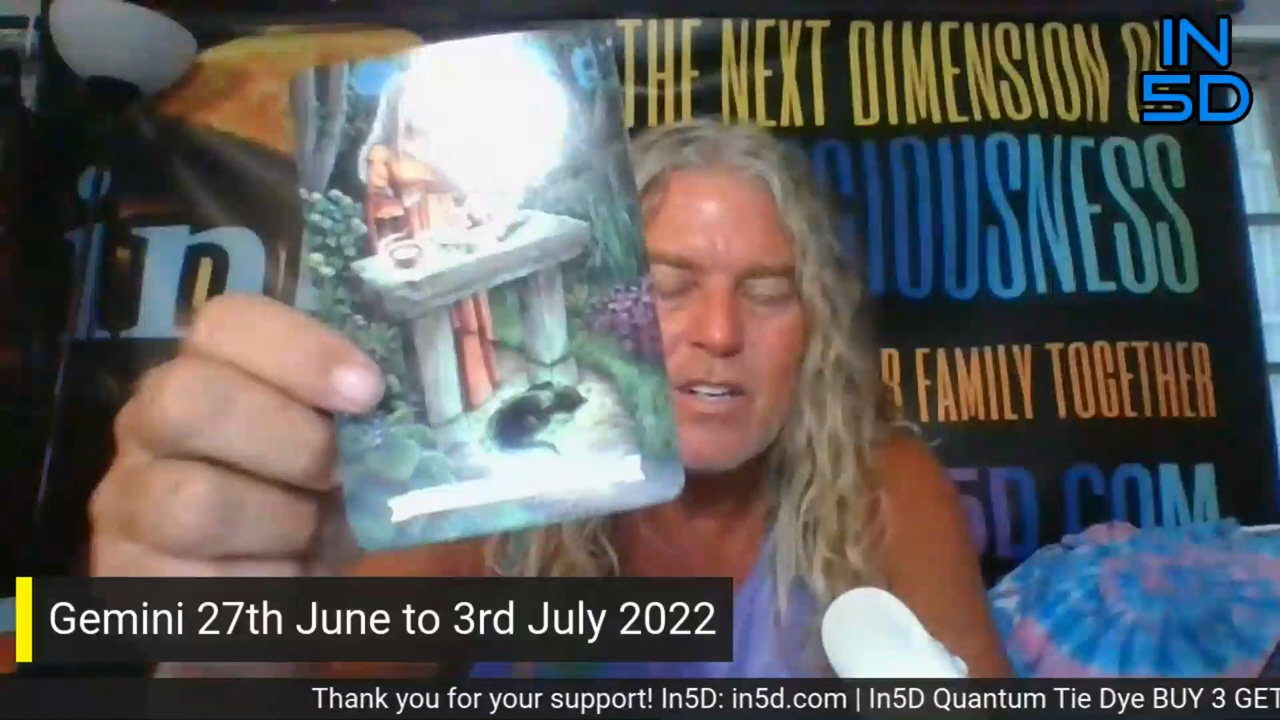 IN
5D
THE NEXT DIMENSION
in
CIOUSNESS
R FAMILY TOGETHER
5D.COM
Gemini 27th June to 3rd July 2022
Thank you for your support! In5D: in5d.com | In5D Quantum Tie Dye BUY 3 GET